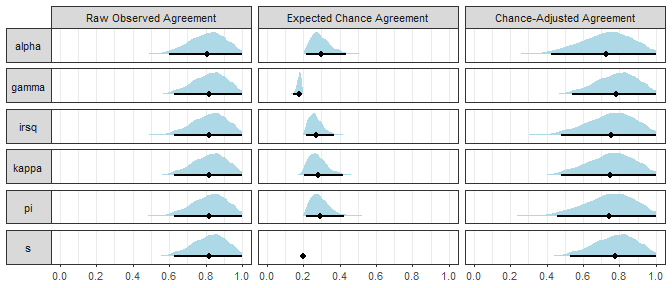 Raw Observed Agreement Expected Chance Agreement Chance-Adjusted Agreement
alpha
gamma
irsq
kappa
pi
s
0.0 0.2 0.4 0.6 0.8 1.0 0.0 0.2 0.4 0.6 0.8 1.0 0.0 0.2 0.4 0.6 0.8 1.0